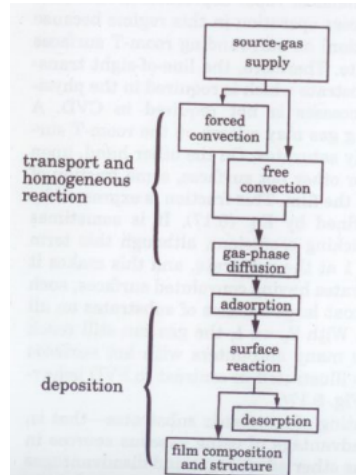 source-gas
supply
forced
convection
transport and
homogeneous
reaction
free
convection
gas-phase
diffusion
adsorption
surface
reaction
deposition
desorption
film composition
and structure